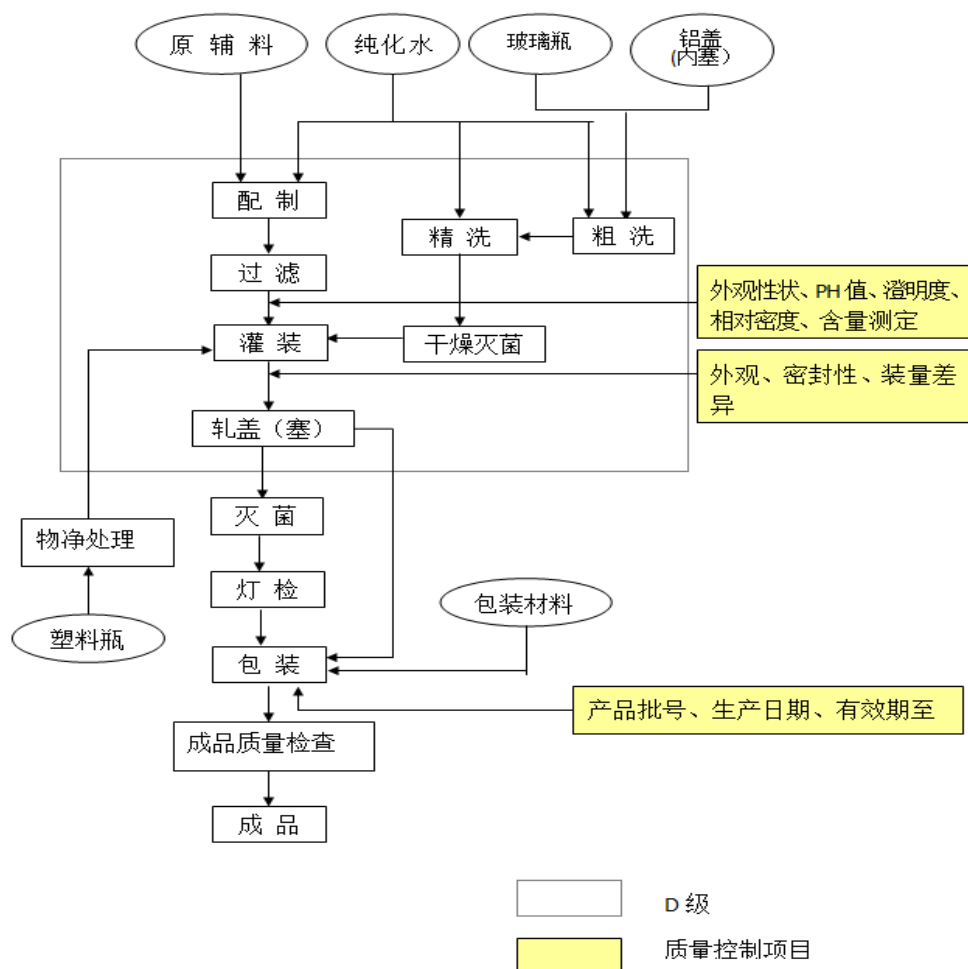 原 辅 料
纯化水
玻璃瓶
铝盖
(内塞)
配 制
精 洗
粗 洗
过 滤
外观性状、PH 值、澄明度、
相对密度、含量测定
灌 装
干燥灭菌
外观、密封性、装量差
异
轧盖（塞）
灭 菌
物净处理
灯 检
包装材料
塑料瓶
包 装
产品批号、生产日期、有效期至
成品质量检查
成 品
D 级
质量控制项目